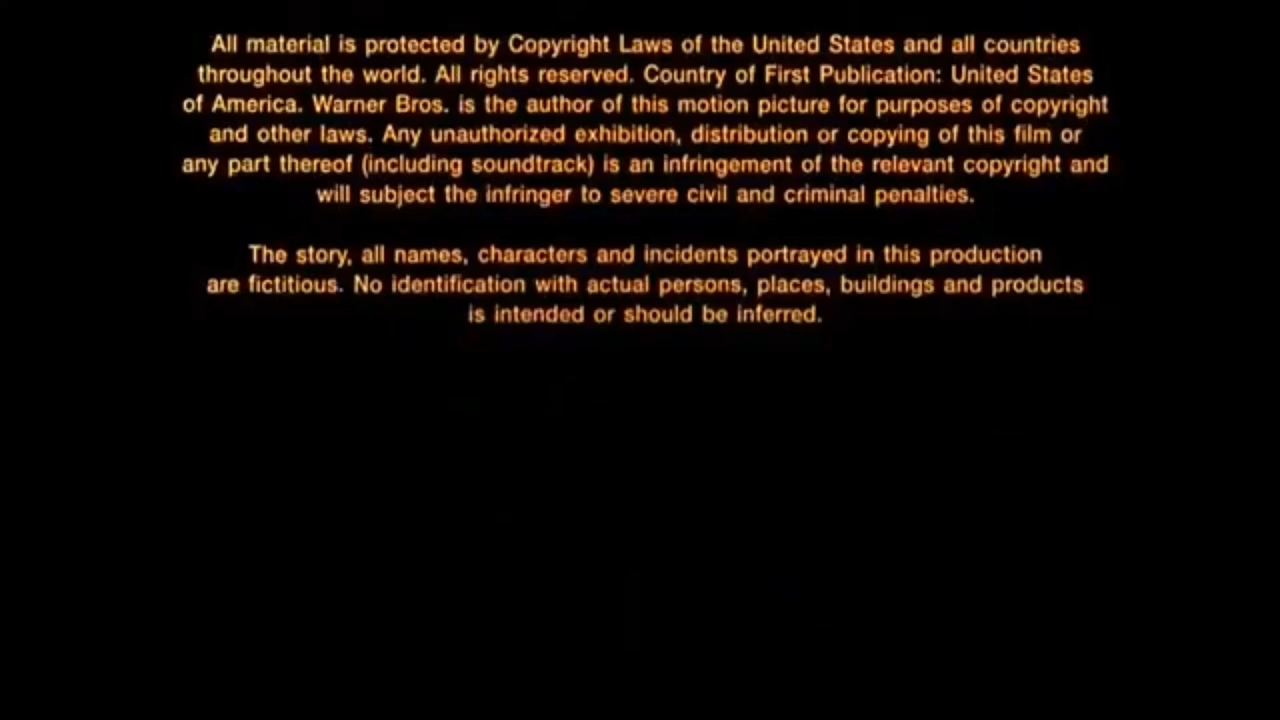 All material is protected by Copyright Laws of the United States and all countries
throughout the world. All rights reserved. Country of First Publication: United States
of America. Warner Bros. is the author of this motion picture for purposes of copyright
and other laws. Any unauthorized exhibition, distribution or copying of this film or
any part thereof (including soundtrack) is an infringement of the relevant copyright and
will subject the infringer to severe civil and criminal penalties.
The story, all names, characters and incidents portrayed in this production
are fictitious. No identification with actual persons, places, buildings and products
is intended or should be inferred.